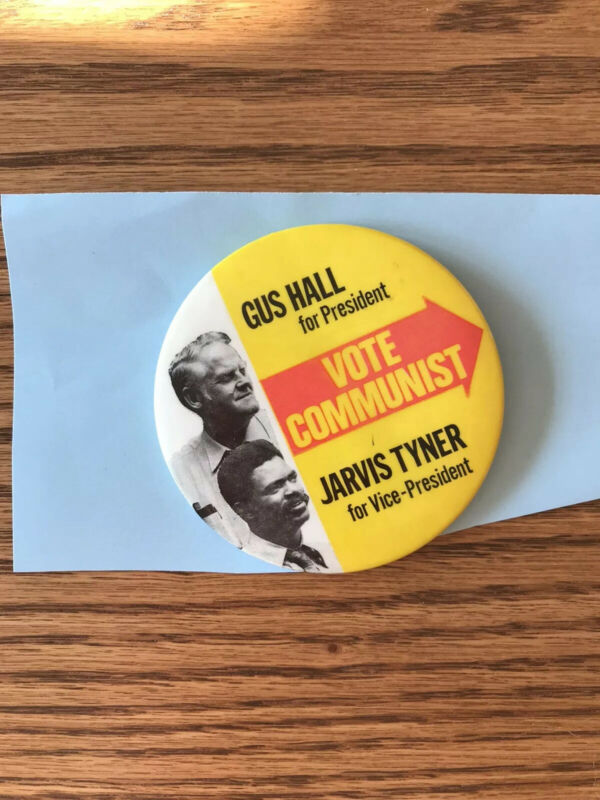 GUS HALL
for President
VOTE
COMMUNIST
JARVIS TYNER
for Vice-President